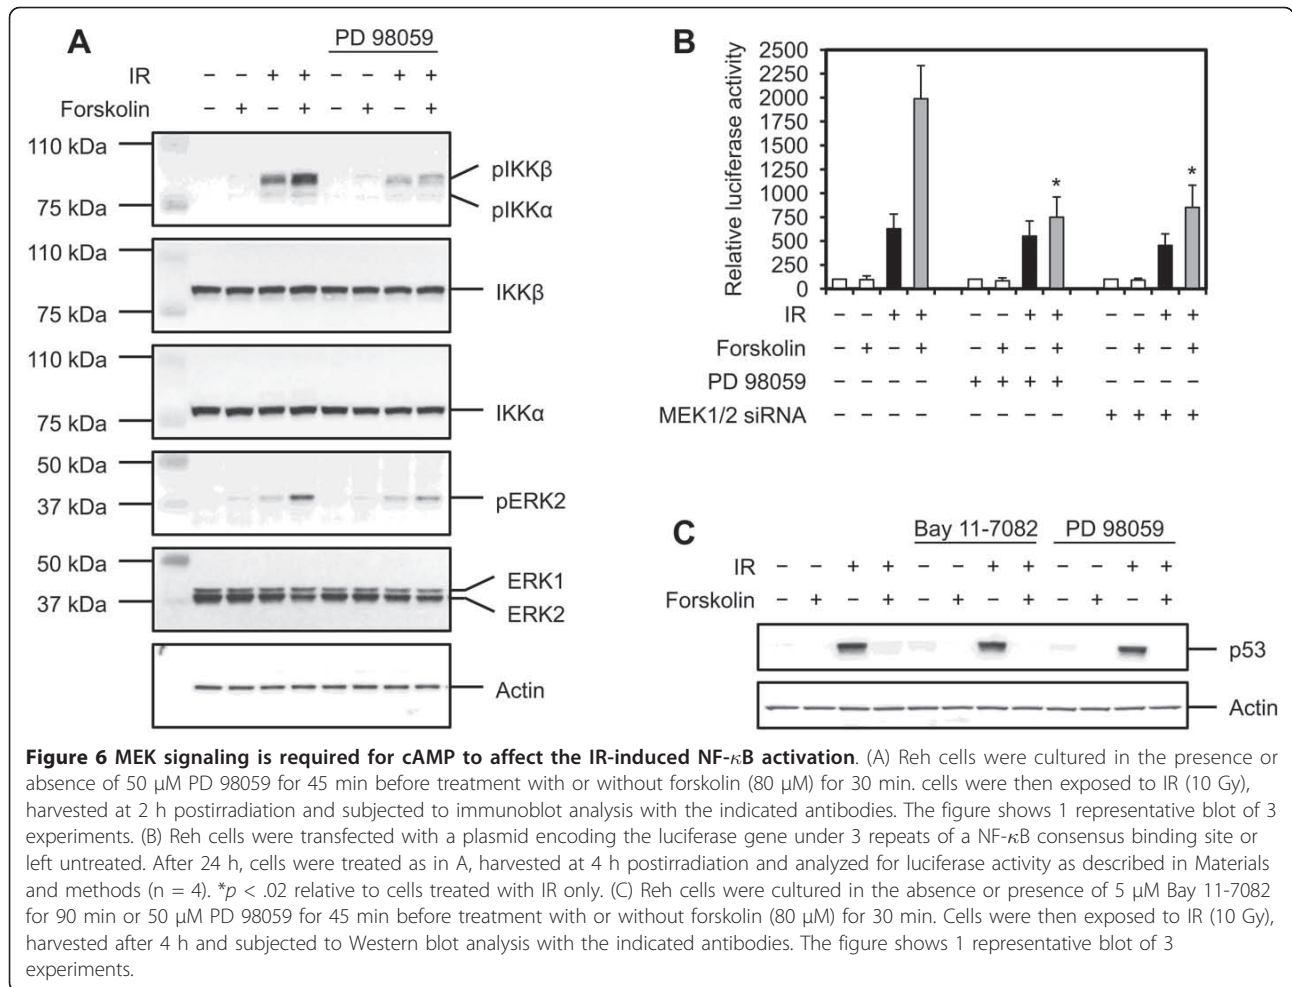 A
PD 98059
IR − − + + − − + +
Forskolin − + − + − + − +
110 kDa
75 kDa
pIKKβ
pIKKα
110 kDa
75 kDa
IKKβ
110 kDa
75 kDa
IKKα
50 kDa
37 kDa
pERK2
50 kDa
37 kDa
ERK1
ERK2
Actin
B
Relative luciferase activity
2500
2250
2000
1750
1500
1250
1000
750
500
250
0
* *
IR − − + + − − + + − − + +
Forskolin − + − + − + − + − + − +
PD 98059 − − − − + + + + − − − −
MEK1/2 siRNA − − − − − − − − + + + +
C
Bay 11-7082 PD 98059
IR − − + + − − + + − − + +
Forskolin − + − + − + − + − + − +
p53
Actin
Figure 6 MEK signaling is required for cAMP to affect the IR-induced NF-κB activation. (A) Reh cells were cultured in the presence or
absence of 50 μM PD 98059 for 45 min before treatment with or without forskolin (80 μM) for 30 min. cells were then exposed to IR (10 Gy),
harvested at 2 h postirradiation and subjected to immunoblot analysis with the indicated antibodies. The figure shows 1 representative blot of 3
experiments. (B) Reh cells were transfected with a plasmid encoding the luciferase gene under 3 repeats of a NF-κB consensus binding site or
left untreated. After 24 h, cells were treated as in A, harvested at 4 h postirradiation and analyzed for luciferase activity as described in Materials
and methods (n = 4). *p < .02 relative to cells treated with IR only. (C) Reh cells were cultured in the absence or presence of 5 μM Bay 11-7082
for 90 min or 50 μM PD 98059 for 45 min before treatment with or without forskolin (80 μM) for 30 min. Cells were then exposed to IR (10 Gy),
harvested after 4 h and subjected to Western blot analysis with the indicated antibodies. The figure shows 1 representative blot of 3
experiments.